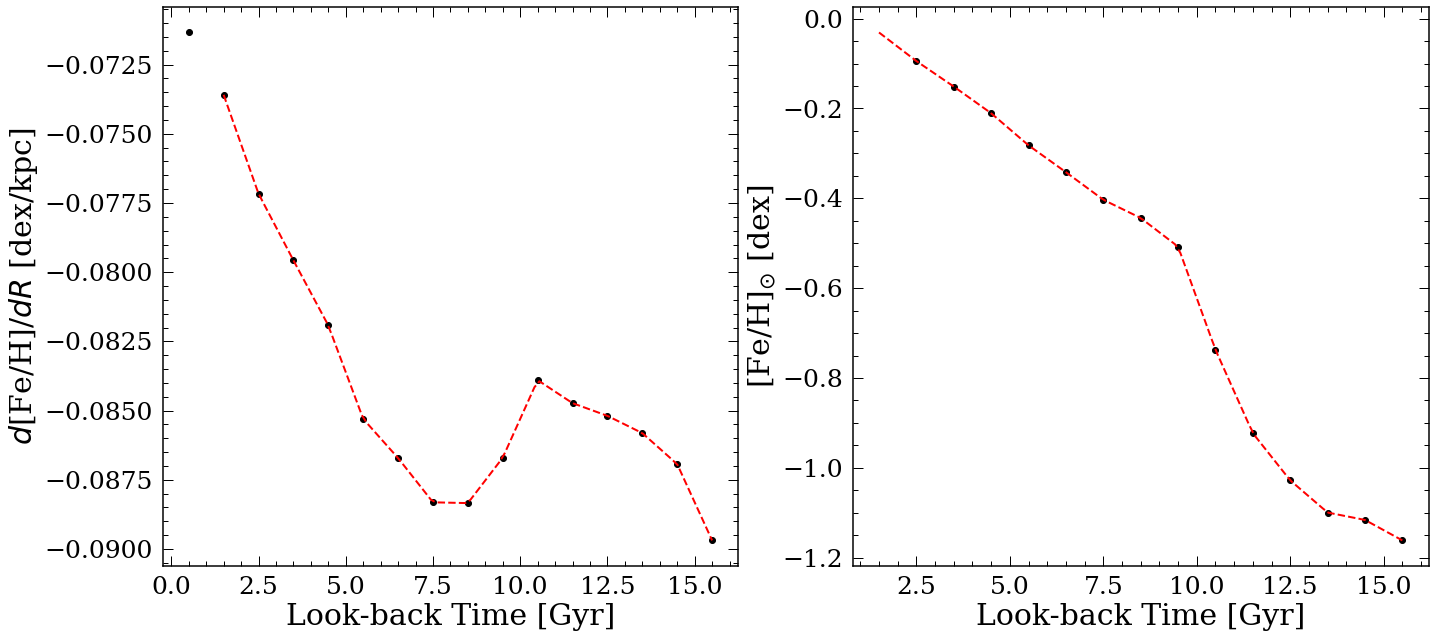 d[Fe/H]/dR [dex/kpc]
−0.0725
−0.0750
−0.0775
−0.0800
−0.0825
−0.0850
−0.0875
−0.0900
0.0 2.5 5.0 7.5 10.0 12.5 15.0
Look-back Time [Gyr]
[Fe/H]⊙ [dex]
0.0
−0.2
−0.4
−0.6
−0.8
−1.0
−1.2
2.5 5.0 7.5 10.0 12.5 15.0
Look-back Time [Gyr]